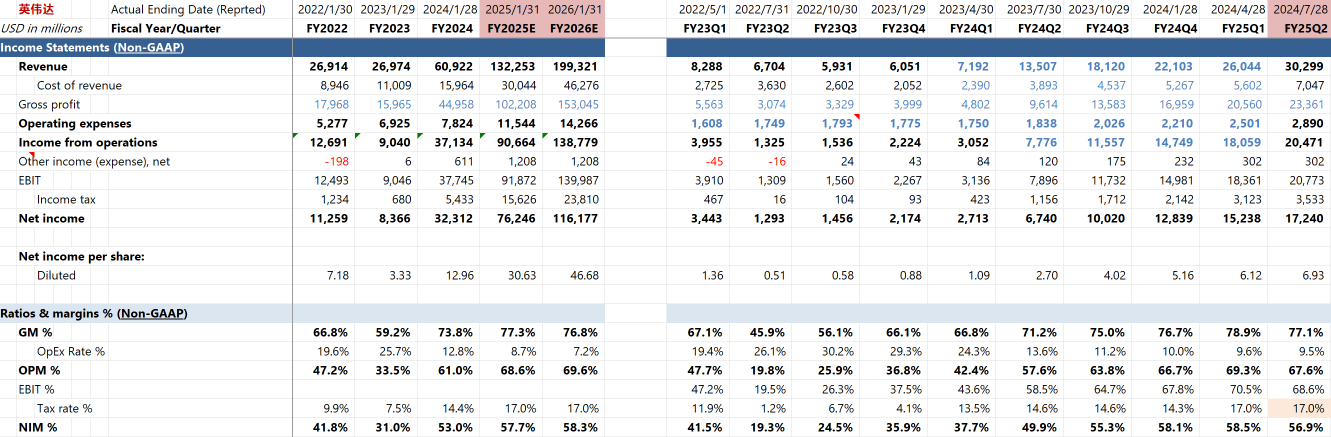 英伟达 Actual Ending Date (Reprted) 2022/1/30 2023/1/29 2024/1/28 2025/1/31 2026/1/31 2022/5/1 2022/7/31 2022/10/30 2023/1/29 2023/4/30 2023/7/30 2023/10/29 2024/1/28 2024/4/28 2024/7/28
USD in millions Fiscal Year/Quarter FY2022 FY2023 FY2024 FY2025E FY2026E FY23Q1 FY23Q2 FY23Q3 FY23Q4 FY24Q1 FY24Q2 FY24Q3 FY24Q4 FY25Q1 FY25Q2
Income Statements (Non-GAAP)
Revenue 26,914 26,974 60,922 132,253 199,321 8,288 6,704 5,931 6,051 7,192 13,507 18,120 22,103 26,044 30,299
Cost of revenue 8,946 11,009 15,964 30,044 46,276 2,725 3,630 2,602 2,052 2,390 3,893 4,537 5,267 5,602 7,047
Gross profit 17,968 15,965 44,958 102,208 153,045 5,563 3,074 3,329 3,999 4,802 9,614 13,583 16,959 20,560 23,361
Operating expenses 5,277 6,925 7,824 11,544 14,266 1,608 1,749 1,793 1,775 1,750 1,838 2,026 2,210 2,501 2,890
Income from operations 12,691 9,040 37,134 90,664 138,779 3,955 1,325 1,536 2,224 3,052 7,776 11,557 14,749 18,059 20,471
Other income (expense), net -198 6 611 1,208 1,208 -45 -16 24 43 84 120 175 232 302 302
EBIT 12,493 9,046 37,745 91,872 139,987 3,910 1,309 1,560 2,267 3,136 7,896 11,732 14,981 18,361 20,773
Income tax 1,234 680 5,433 15,626 23,810 467 16 104 93 423 1,156 1,712 2,142 3,123 3,533
Net income 11,259 8,366 32,312 76,246 116,177 3,443 1,293 1,456 2,174 2,713 6,740 10,020 12,839 15,238 17,240
Net income per share:
Diluted 7.18 3.33 12.96 30.63 46.68 1.36 0.51 0.58 0.88 1.09 2.70 4.02 5.16 6.12 6.93
Ratios & margins % (Non-GAAP)
GM % 66.8% 59.2% 73.8% 77.3% 76.8% 67.1% 45.9% 56.1% 66.1% 66.8% 71.2% 75.0% 76.7% 78.9% 77.1%
OpEx Rate % 19.6% 25.7% 12.8% 8.7% 7.2% 19.4% 26.1% 30.2% 29.3% 24.3% 13.6% 11.2% 10.0% 9.6% 9.5%
OPM % 47.2% 33.5% 61.0% 68.6% 69.6% 47.7% 19.8% 25.9% 36.8% 42.4% 57.6% 63.8% 66.7% 69.3% 67.6%
EBIT % 47.2% 19.5% 26.3% 37.5% 43.6% 58.5% 64.7% 67.8% 70.5% 68.6%
Tax rate % 9.9% 7.5% 14.4% 17.0% 17.0% 11.9% 1.2% 6.7% 4.1% 13.5% 14.6% 14.6% 14.3% 17.0% 17.0%
NIM % 41.8% 31.0% 53.0% 57.7% 58.3% 41.5% 19.3% 24.5% 35.9% 37.7% 49.9% 55.3% 58.1% 58.5% 56.9%